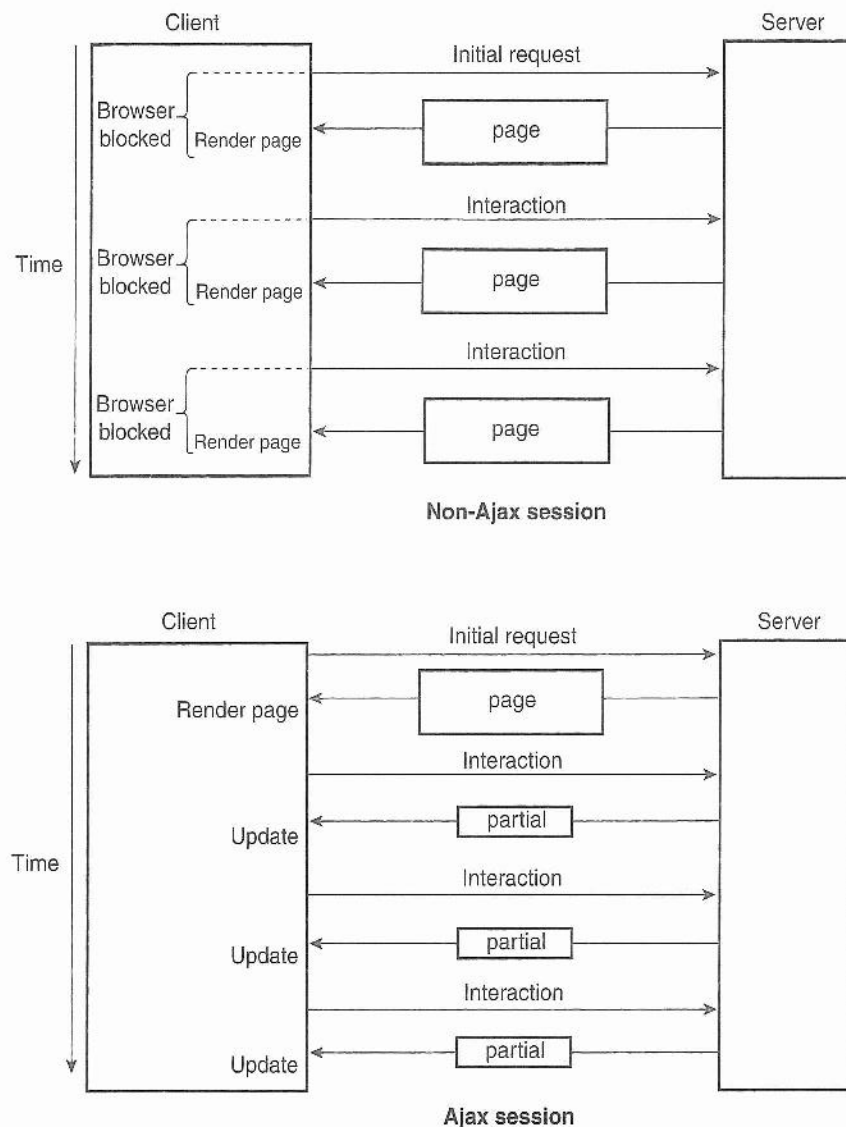 Client
Server
Initial request
Browser
blocked
page
Render page
Interaction
Time
Browser
blocked
page
Render page
Interaction
Browser
blocked
page
Render page
Non-Ajax session
Client
Server
Initial request
page
Render page
Interaction
partial
Update
Time
Interaction
partial
Update
Interaction
partial
Update
Ajax session